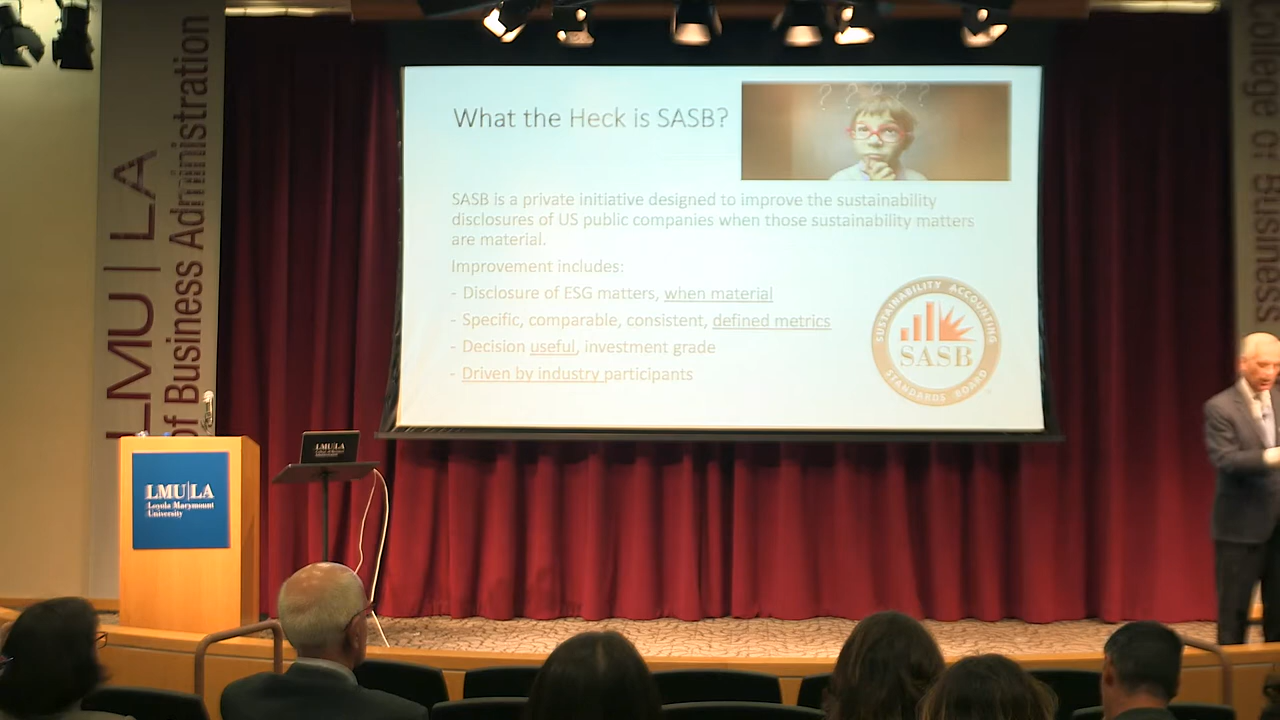 LMU|LA
of Business Administration
What the Heck is SASB?
SASB is a private initiative designed to improve the sustainability
disclosures of US public companies when those sustainability matters
are material.
Improvement includes:
- Disclosure of ESG matters, when material
- Specific, comparable, consistent, defined metrics
- Decision useful, investment grade
- Driven by industry participants
SUSTAINABILITY ACCOUNTING
SASB
STANDARDS BOARD
College of Business
LMU|LA
LMU|LA
Loyola Marymount
University